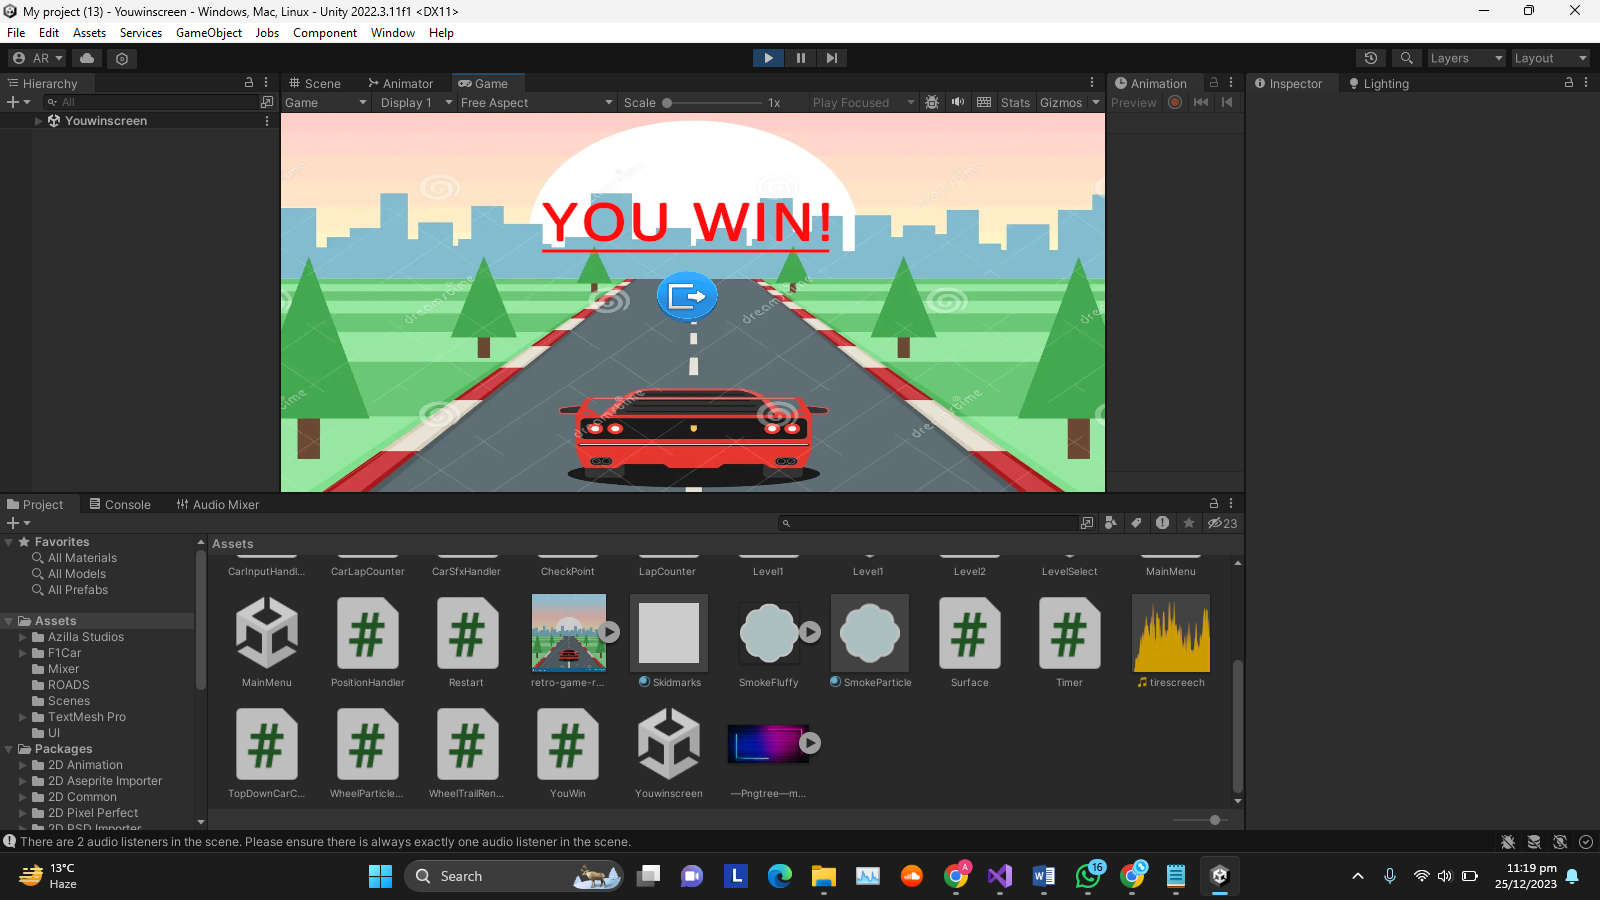 My project (13) - Youwinscreen - Windows, Mac, Linux - Unity 2022.3.11f1 <DX11>
File Edit Assets Services GameObject Jobs Component Window Help
AR Layers Layout
Hierarchy Scene Animator Game Animation Inspector Lighting
All Game Display 1 Free Aspect Scale 1x Play Focused Stats Gizmos Preview
Youwinscreen
YOU WIN!
dreamstime
dreamstime
dreamstime
dreamstime
dreamstime
Project Console Audio Mixer
23
Favorites
All Materials
All Models
All Prefabs
Assets
Azilla Studios
F1Car
Mixer
ROADS
Scenes
TextMesh Pro
UI
Packages
2D Animation
2D Aseprite Importer
2D Common
2D Pixel Perfect
2D PSD Importer
Assets
CarInputHandl... CarLapCounter CarSfxHandler CheckPoint LapCounter Level1 Level1 Level2 LevelSelect MainMenu
MainMenu PositionHandler Restart retro-game-r... Skidmarks SmokeFluffy SmokeParticle Surface Timer tirescreech
TopDownCarC... WheelParticle... WheelTrailRen... YouWin Youwinscreen —Pngtree—m...
There are 2 audio listeners in the scene. Please ensure there is always exactly one audio listener in the scene.
13°C
Haze
Search
L
A
16
11:19 pm
25/12/2023